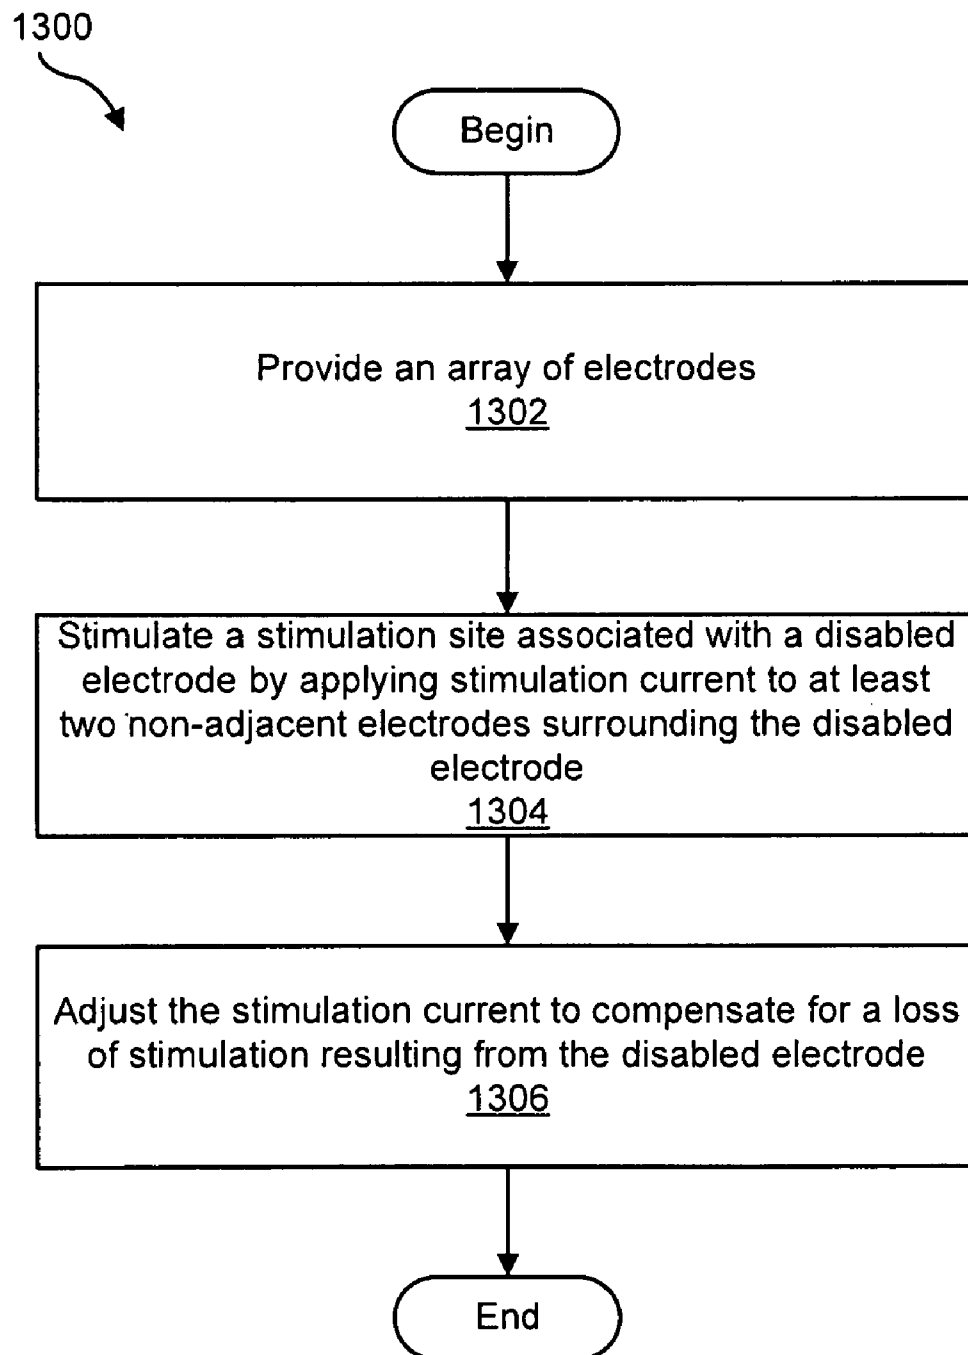 1300
Begin
Provide an array of electrodes
1302
Stimulate a stimulation site associated with a disabled
electrode by applying stimulation current to at least
two non-adjacent electrodes surrounding the disabled
electrode
1304
Adjust the stimulation current to compensate for a loss
of stimulation resulting from the disabled electrode
1306
End